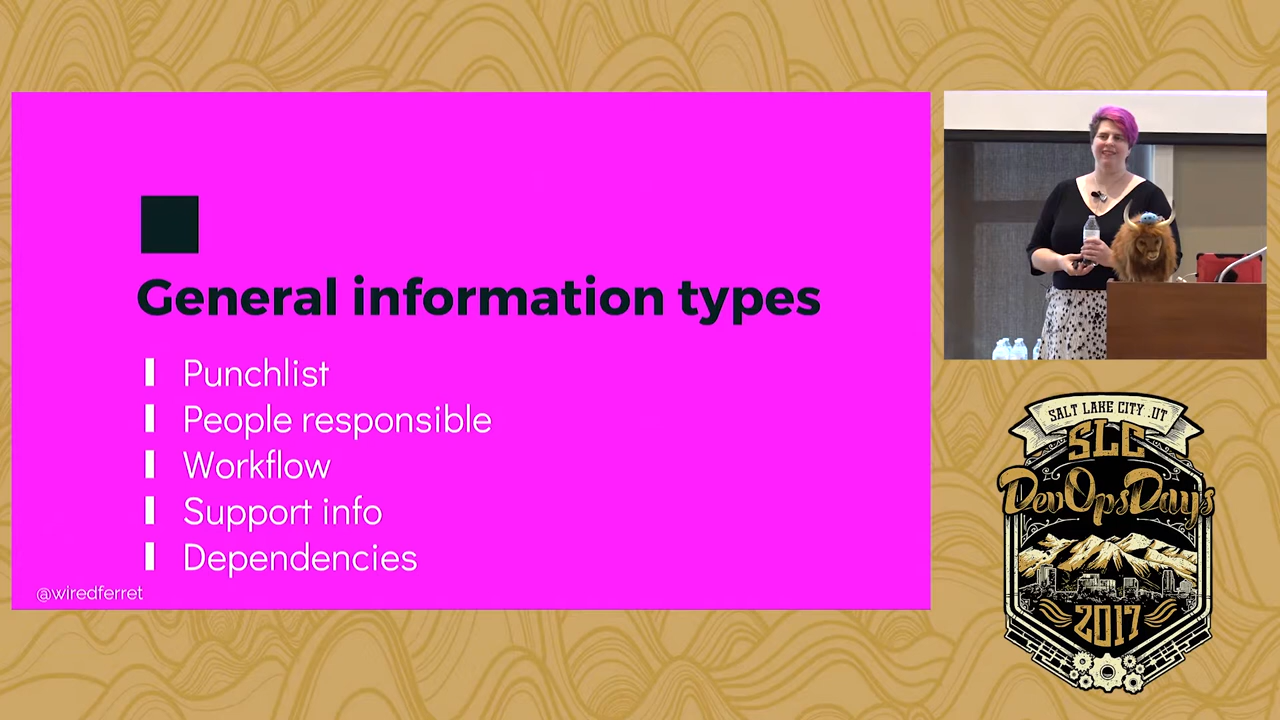 General information types
Punchlist
People responsible
Workflow
Support info
Dependencies
@wiredferret
SALT LAKE CITY .UT
SLC
DevOpsDays
2017